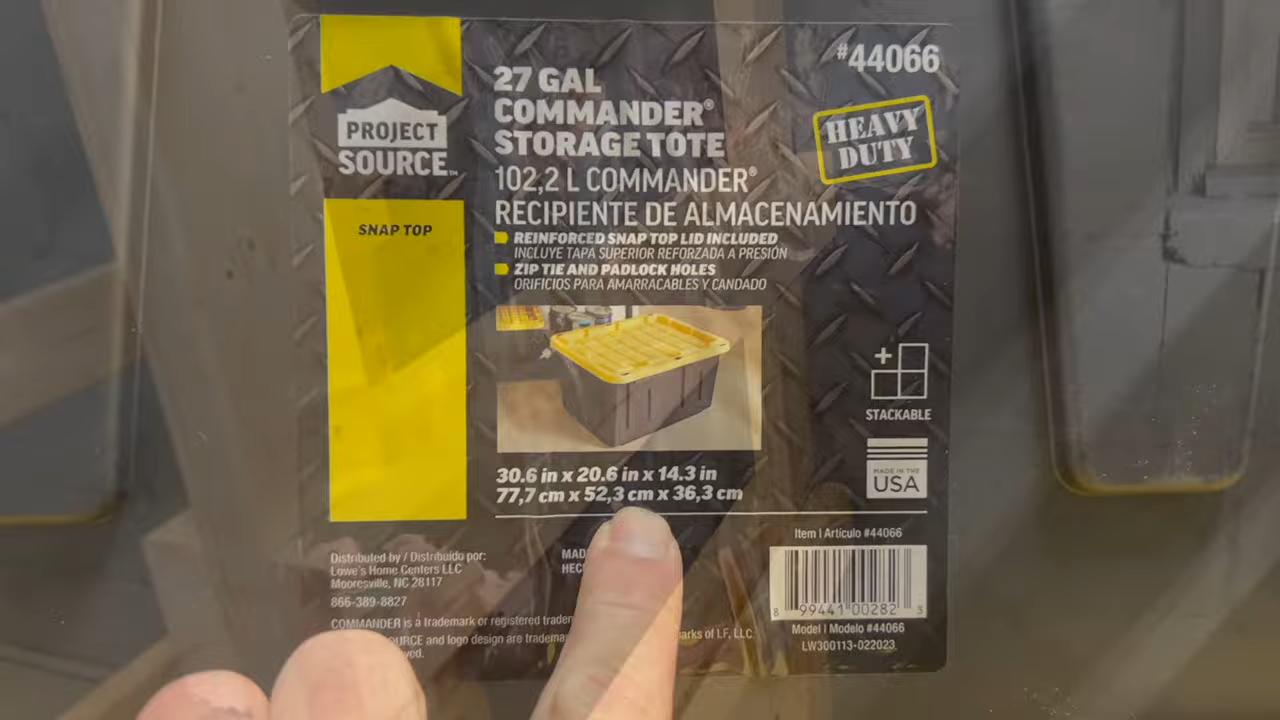 #44066
27 GAL
COMMANDER®
STORAGE TOTE
HEAVY
DUTY
PROJECT
SOURCE™
102,2 L COMMANDER®
RECIPIENTE DE ALMACENAMIENTO
SNAP TOP
REINFORCED SNAP TOP LID INCLUDED
INCLUYE TAPA SUPERIOR REFORZADA A PRESIÓN
ZIP TIE AND PADLOCK HOLES
ORIFICIOS PARA AMARRACABLES Y CANDADO
STACKABLE
MADE IN THE
USA
30.6 in x 20.6 in x 14.3 in
77,7 cm x 52,3 cm x 36,3 cm
Item | Artículo #44066
Distributed by / Distribuido por:
Lowe's Home Centers LLC
Mooresville, NC 28117
866-389-8827
8 99441 00282 3
Model | Modelo #44066
LW300113-022023
COMMANDER is a trademark or registered
and logo design are
of LF, LLC